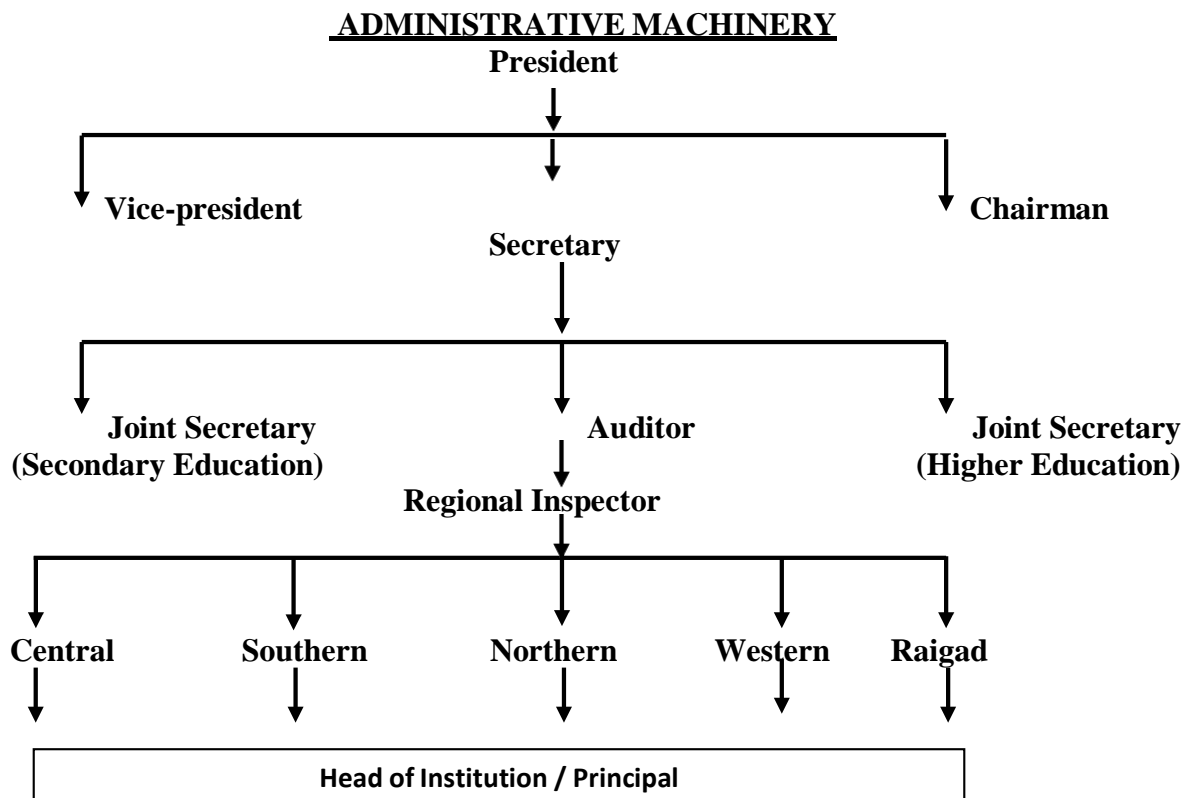 ADMINISTRATIVE MACHINERY
President
Vice-president
Chairman
Secretary
Joint Secretary
Auditor
Joint Secretary
(Secondary Education)
(Higher Education)
Regional Inspector
Central
Southern
Northern
Western
Raigad
Head of Institution / Principal